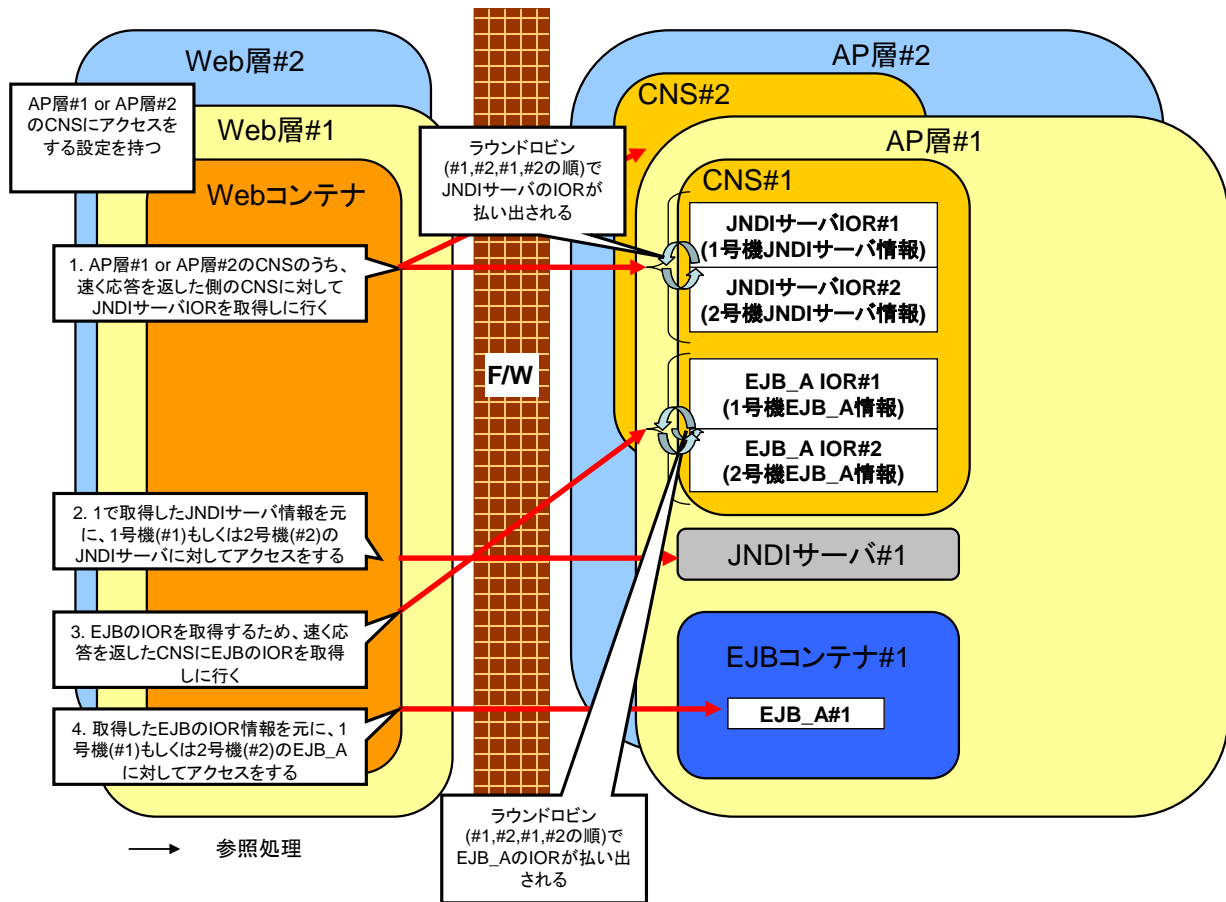 Web層#2
AP層#1 or AP層#2
のCNSにアクセスを
する設定を持つ
Web層#1
Webコンテナ
1. AP層#1 or AP層#2のCNSのうち、
速く応答を返した側のCNSに対して
JNDIサーバIORを取得しに行く
2. 1で取得したJNDIサーバ情報を元
に、1号機(#1)もしくは2号機(#2)の
JNDIサーバに対してアクセスをする
3. EJBのIORを取得するため、速く応
答を返したCNSにEJBのIORを取得
しに行く
4. 取得したEJBのIOR情報を元に、1
号機(#1)もしくは2号機(#2)のEJB_A
に対してアクセスをする
参照処理
F/W
ラウンドロビン
(#1,#2,#1,#2の順)で
JNDIサーバのIORが
払い出される
AP層#2
CNS#2
AP層#1
CNS#1
JNDIサーバIOR#1
(1号機JNDIサーバ情報)
JNDIサーバIOR#2
(2号機JNDIサーバ情報)
EJB_A IOR#1
(1号機EJB_A情報)
EJB_A IOR#2
(2号機EJB_A情報)
JNDIサーバ#1
EJBコンテナ#1
EJB_A#1
ラウンドロビン
(#1,#2,#1,#2の順)で
EJB_AのIORが払い出
される